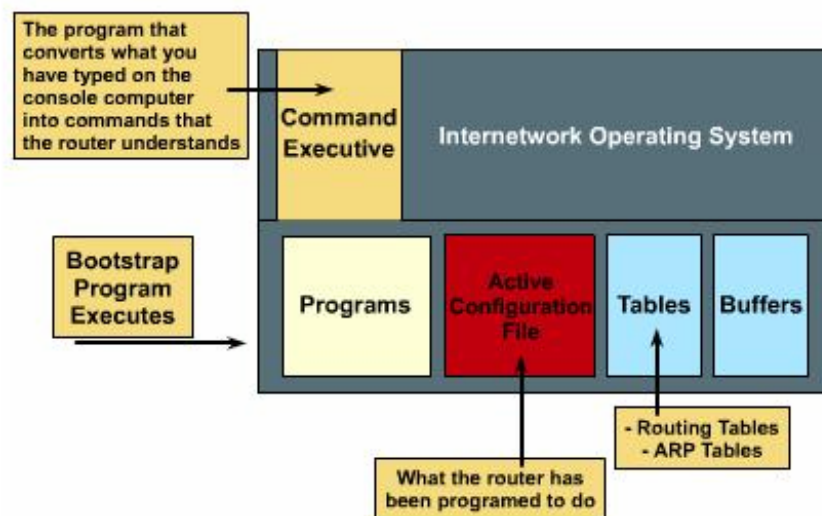 The program that
converts what you
have typed on the
console computer
into commands that
the router understands
Command
Executive
Internetwork Operating System
Bootstrap
Program
Executes
Programs
Active
Configuration
File
Tables
Buffers
- Routing Tables
- ARP Tables
What the router has
been programed to do